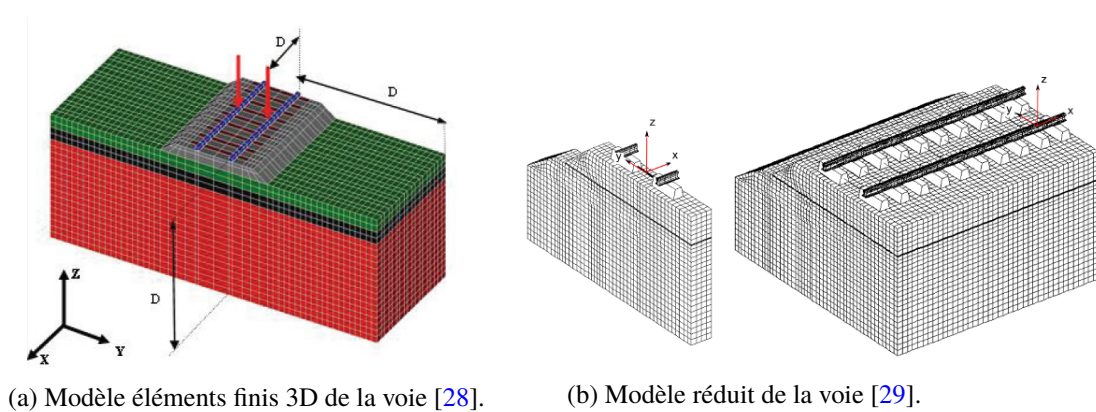 D
D
D
Z
X
Y
z
y
x
z
y
x
(a) Modèle éléments finis 3D de la voie [28].
(b) Modèle réduit de la voie [29].